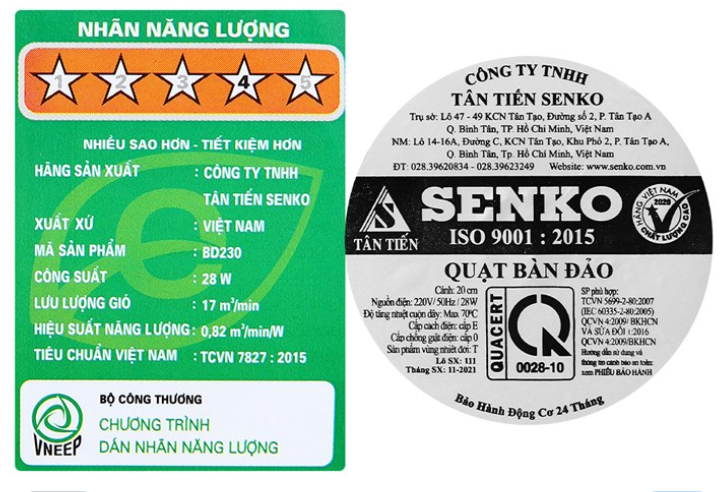 NHÃN NĂNG LƯỢNG
1 2 3 4 5
NHIỀU SAO HƠN - TIẾT KIỆM HƠN
HÃNG SẢN XUẤT : CÔNG TY TNHH
TÂN TIẾN SENKO
XUẤT XỨ : VIỆT NAM
MÃ SẢN PHẨM : BD230
CÔNG SUẤT : 28 W
LƯU LƯỢNG GIÓ : 17 m³/min
HIỆU SUẤT NĂNG LƯỢNG: 0,82 m³/min/W
TIÊU CHUẨN VIỆT NAM : TCVN 7827 : 2015
VNEEP
BỘ CÔNG THƯƠNG
CHƯƠNG TRÌNH
DÁN NHÃN NĂNG LƯỢNG
CÔNG TY TNHH
TÂN TIẾN SENKO
Trụ sở: Lô 47 - 49 KCN Tân Tạo, Đường số 2, P. Tân Tạo A
Q. Bình Tân, TP. Hồ Chí Minh, Việt Nam
NM: Lô 14-16A, Đường C, KCN Tân Tạo, Khu Phố 2, P. Tân Tạo A,
Q. Bình Tân, Tp. Hồ Chí Minh, Việt Nam
ĐT: 028.39620834 - 028.39623249 Website: www.senko.com.vn
TÂN TIẾN
SENKO
ISO 9001 : 2015
HÀNG VIỆT NAM
2020
CHẤT LƯỢNG CAO
QUẠT BÀN ĐẢO
Cánh: 20 cm
Nguồn điện: 220V/ 50Hz / 28W
Độ tăng nhiệt cuộn dây: Max 70ºC
Cấp cách điện: cấp E
Cấp chống giật điện: cấp 0
Sản phẩm vùng nhiệt đới: T
Lô SX: 111
Tháng SX: 11-2021
QUACERT
0028-10
SP phù hợp:
TCVN 5699-2-80:2007
(IEC 60335-2-80:2005)
QCVN 4:2009/ BKHCN
VÀ SỬA ĐỔI 1:2016
QCVN 4:2009/BKHCN
Hướng dẫn sử dụng và
thông tin cảnh báo an toàn:
xem PHIẾU BẢO HÀNH
Bảo Hành Động Cơ 24 Tháng